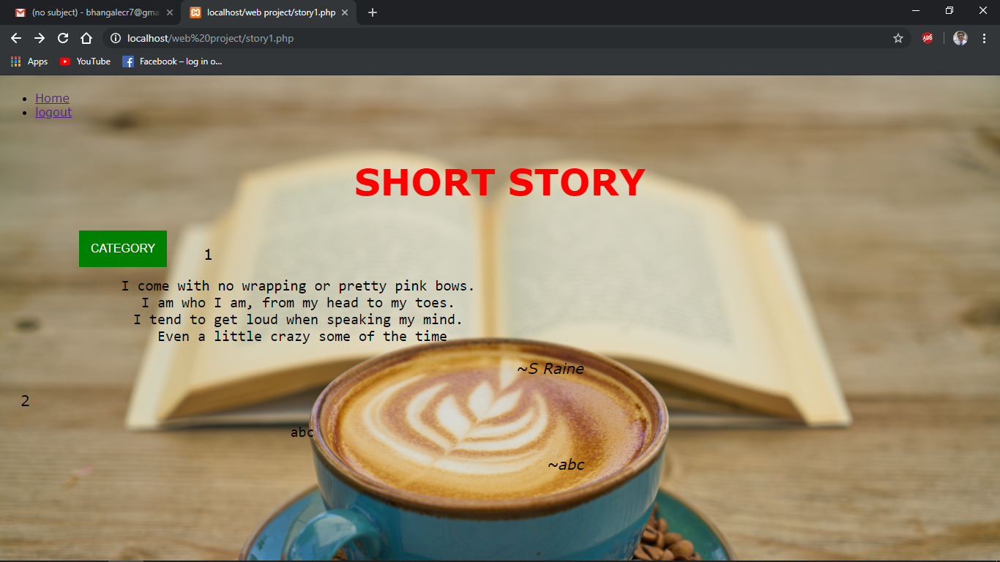 (no subject) - bhangalecr7@gma
localhost/web project/story1.php
localhost/web%20project/story1.php
ABP
Apps
YouTube
Facebook – log in o...
Home
logout
SHORT STORY
CATEGORY
1
I come with no wrapping or pretty pink bows.
I am who I am, from my head to my toes.
I tend to get loud when speaking my mind.
Even a little crazy some of the time
~S Raine
2
abc
~abc